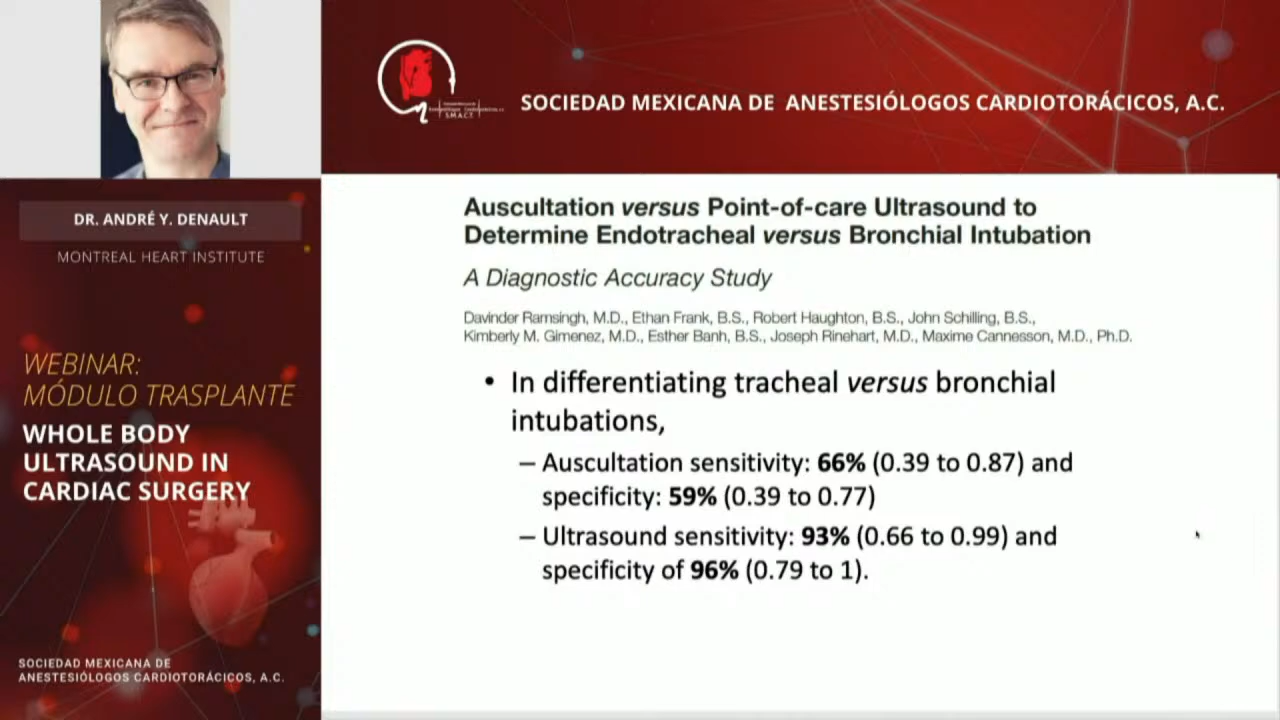 SOCIEDAD MEXICANA DE ANESTESIÓLOGOS CARDIOTORÁCICOS, A.C.
S.M.A.C.T.
DR. ANDRÉ Y. DENAULT
MONTREAL HEART INSTITUTE
WEBINAR:
MÓDULO TRASPLANTE
WHOLE BODY
ULTRASOUND IN
CARDIAC SURGERY
SOCIEDAD MEXICANA DE
ANESTESIÓLOGOS CARDIOTORÁCICOS, A.C.
Auscultation versus Point-of-care Ultrasound to
Determine Endotracheal versus Bronchial Intubation
A Diagnostic Accuracy Study
Davinder Ramsingh, M.D., Ethan Frank, B.S., Robert Haughton, B.S., John Schilling, B.S.,
Kimberly M. Gimenez, M.D., Esther Banh, B.S., Joseph Rinehart, M.D., Maxime Cannesson, M.D., Ph.D.
• In differentiating tracheal versus bronchial
intubations,
– Auscultation sensitivity: 66% (0.39 to 0.87) and
specificity: 59% (0.39 to 0.77)
– Ultrasound sensitivity: 93% (0.66 to 0.99) and
specificity of 96% (0.79 to 1).